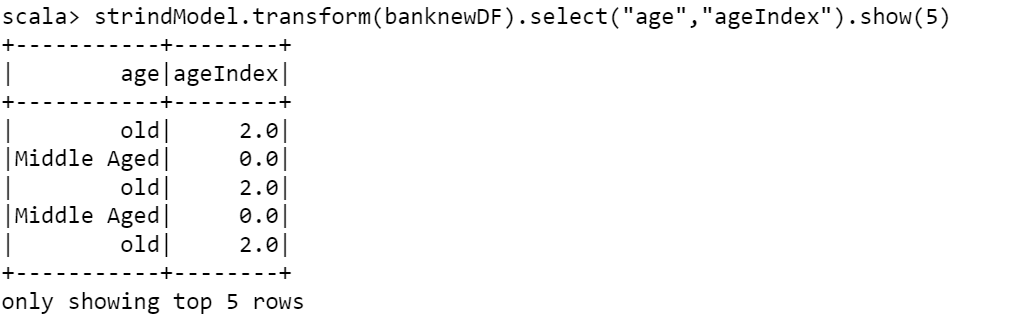 scala> strindModel.transform(banknewDF).select("age","ageIndex").show(5)
+-----------+--------+
|        age|ageIndex|
+-----------+--------+
|        old|     2.0|
|Middle Aged|     0.0|
|        old|     2.0|
|Middle Aged|     0.0|
|        old|     2.0|
+-----------+--------+
only showing top 5 rows